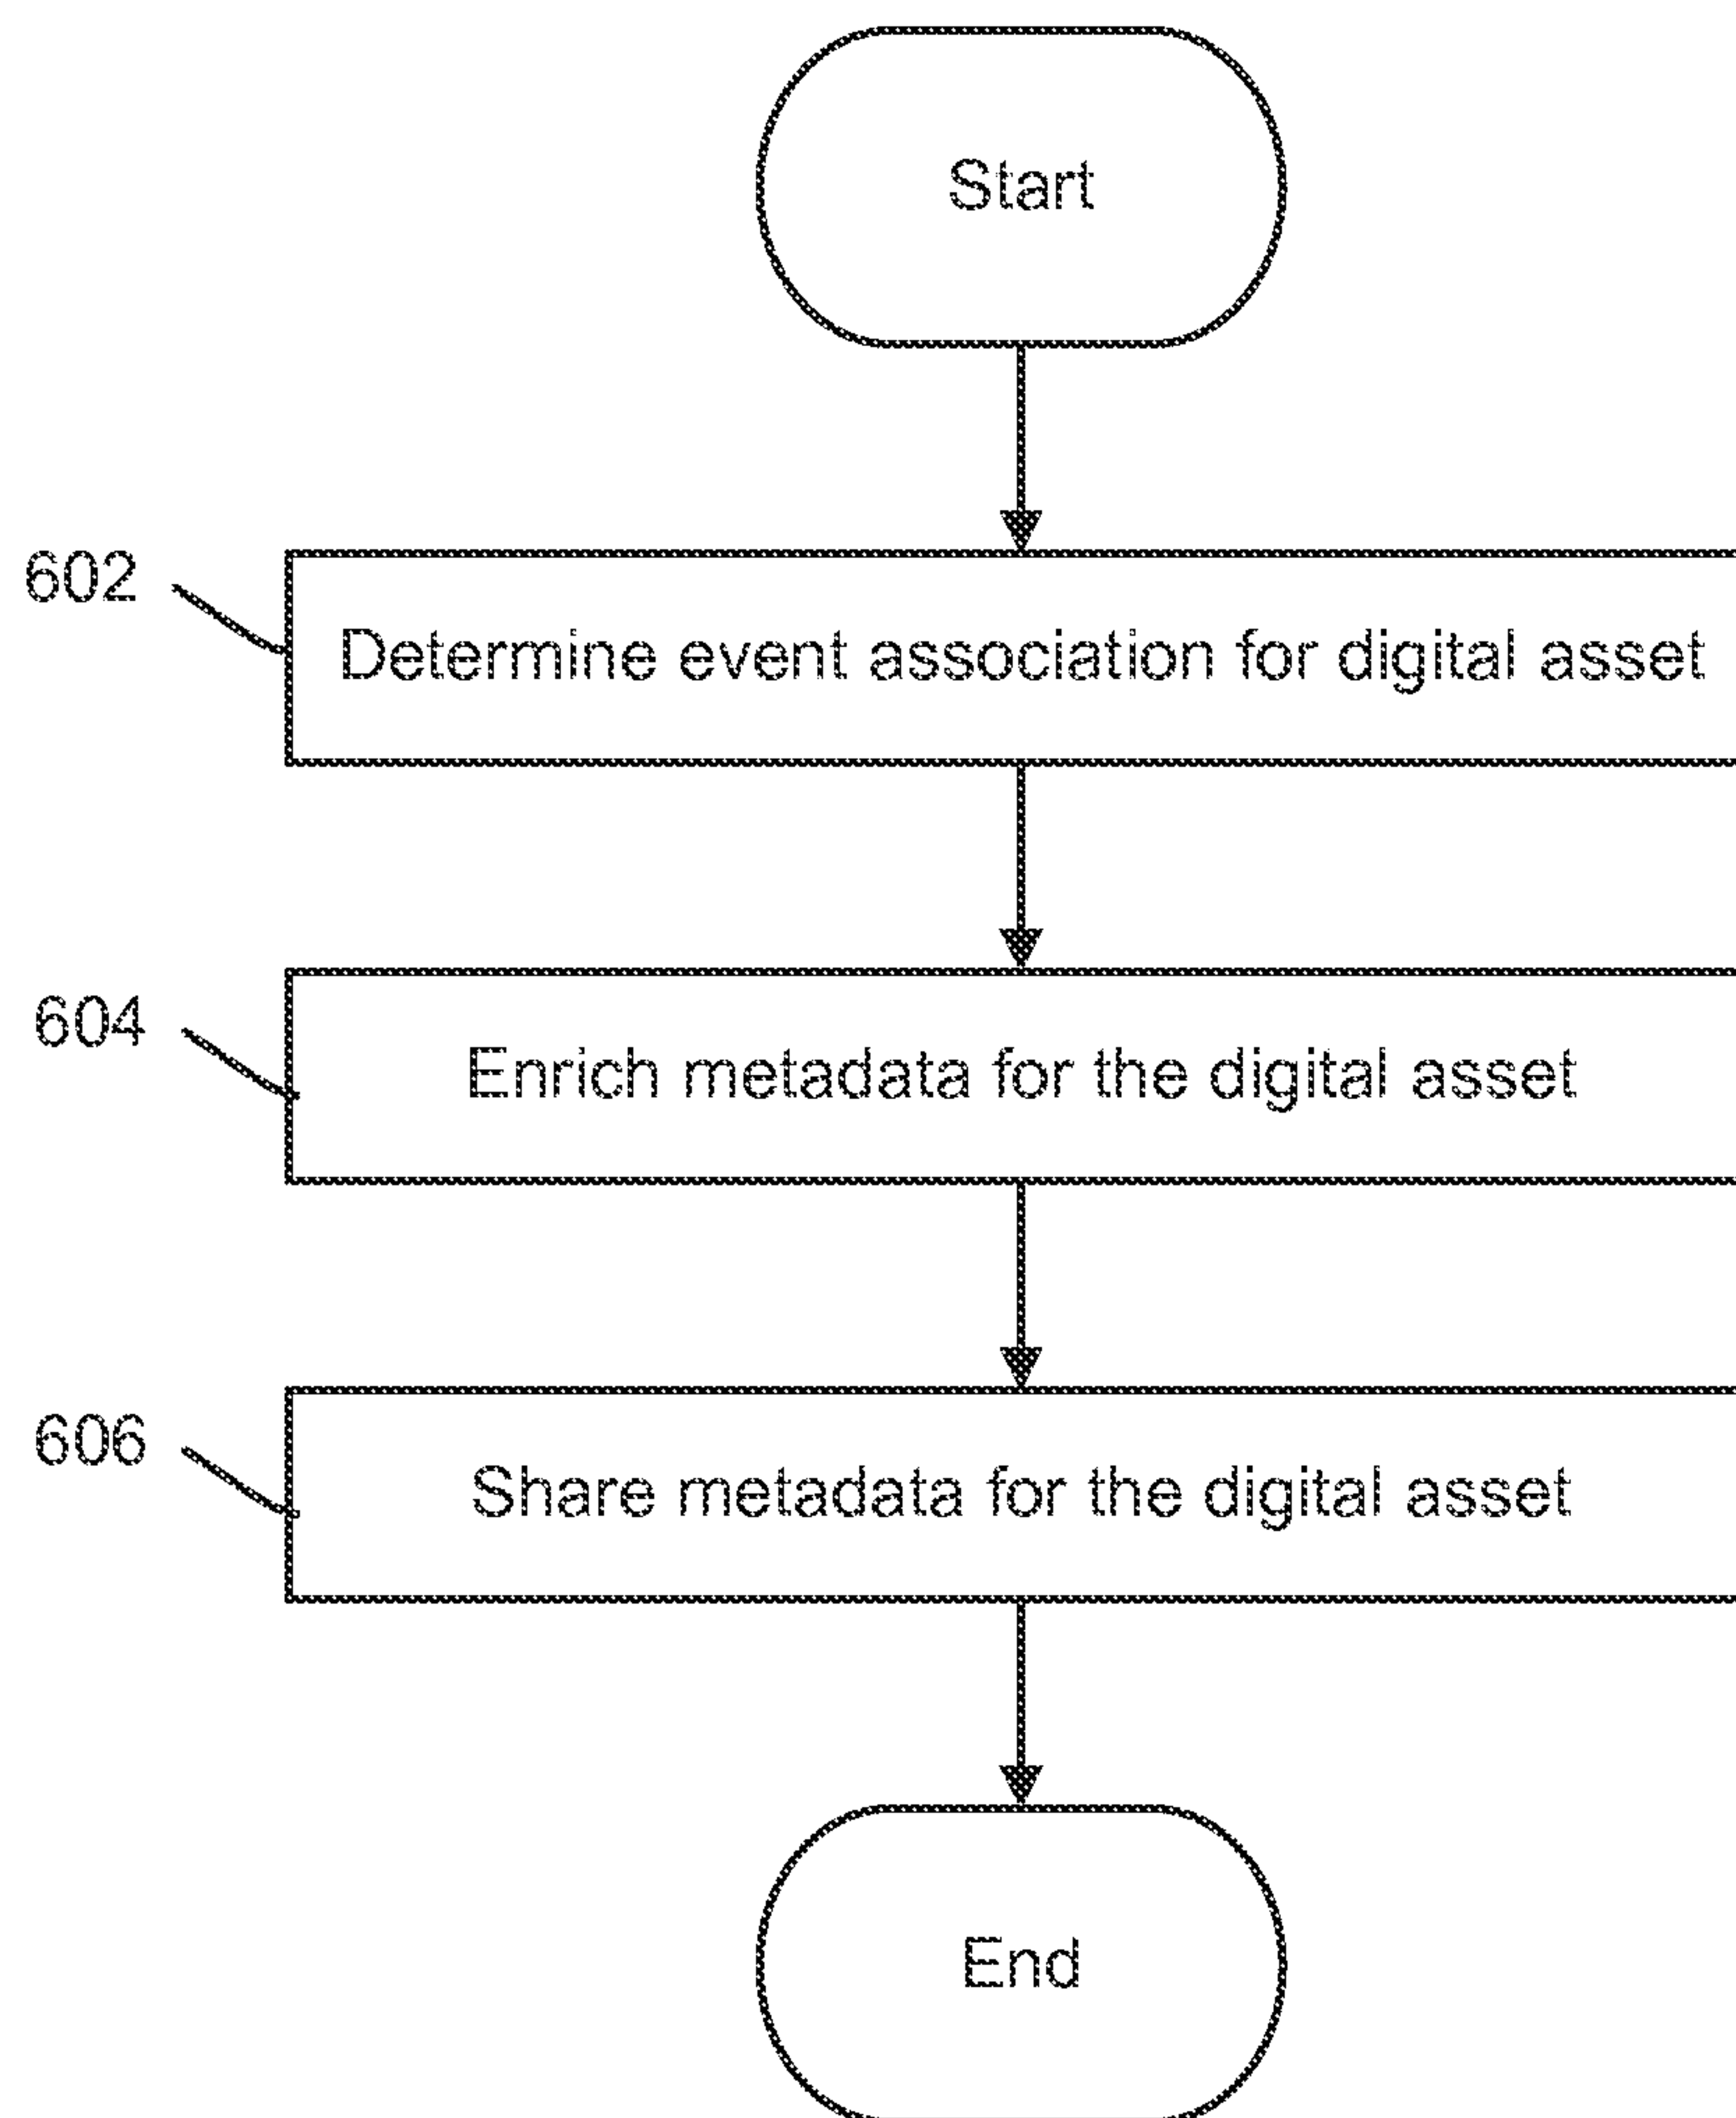 Start
602
Determine event association for digital asset
604
Enrich metadata for the digital asset
606
Share metadata for the digital asset
End